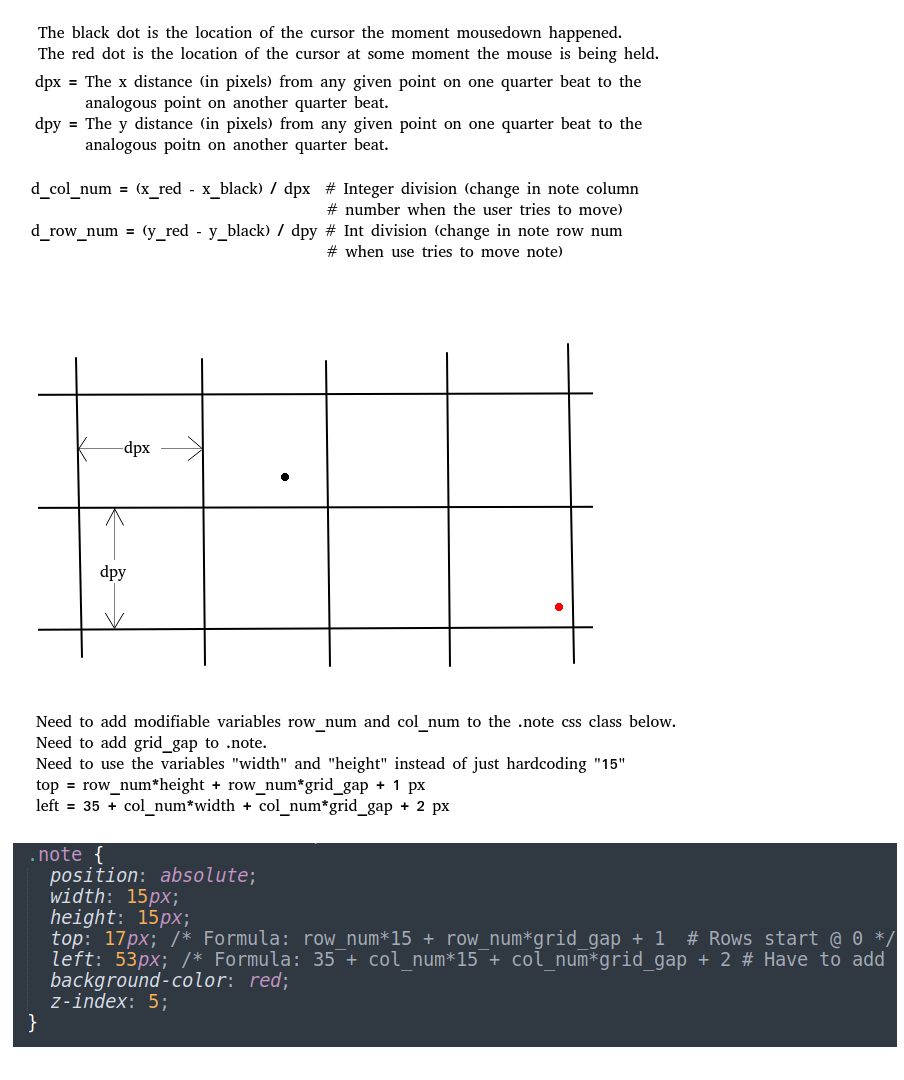 The black dot is the location of the cursor the moment mousedown happened.
The red dot is the location of the cursor at some moment the mouse is being held.
dpx = The x distance (in pixels) from any given point on one quarter beat to the
analogous point on another quarter beat.
dpy = The y distance (in pixels) from any given point on one quarter beat to the
analogous poitn on another quarter beat.
d_col_num = (x_red - x_black) / dpx # Integer division (change in note column
# number when the user tries to move)
d_row_num = (y_red - y_black) / dpy # Int division (change in note row num
# when use tries to move note)
dpx
dpy
Need to add modifiable variables row_num and col_num to the .note css class below.
Need to add grid_gap to .note.
Need to use the variables "width" and "height" instead of just hardcoding "15"
top = row_num*height + row_num*grid_gap + 1 px
left = 35 + col_num*width + col_num*grid_gap + 2 px
.note {
position: absolute;
width: 15px;
height: 15px;
top: 17px; /* Formula: row_num*15 + row_num*grid_gap + 1  # Rows start @ 0 */
left: 53px; /* Formula: 35 + col_num*15 + col_num*grid_gap + 2 # Have to add
background-color: red;
z-index: 5;
}